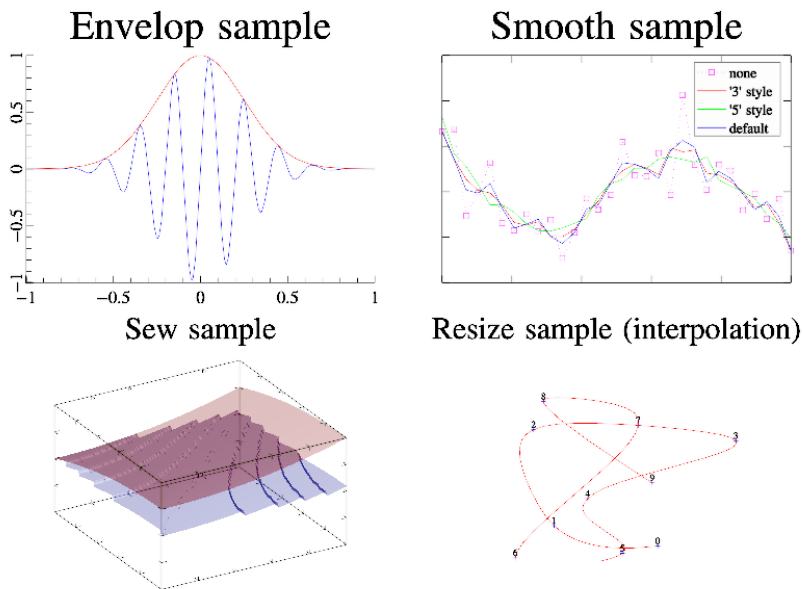 Envelop sample
Smooth sample
1
0.5
0
−0.5
−1
−1
−0.5
0
0.5
1
none
'3' style
'5' style
default
Sew sample
Resize sample (interpolation)
8
2
7
3
9
4
1
6
5
0